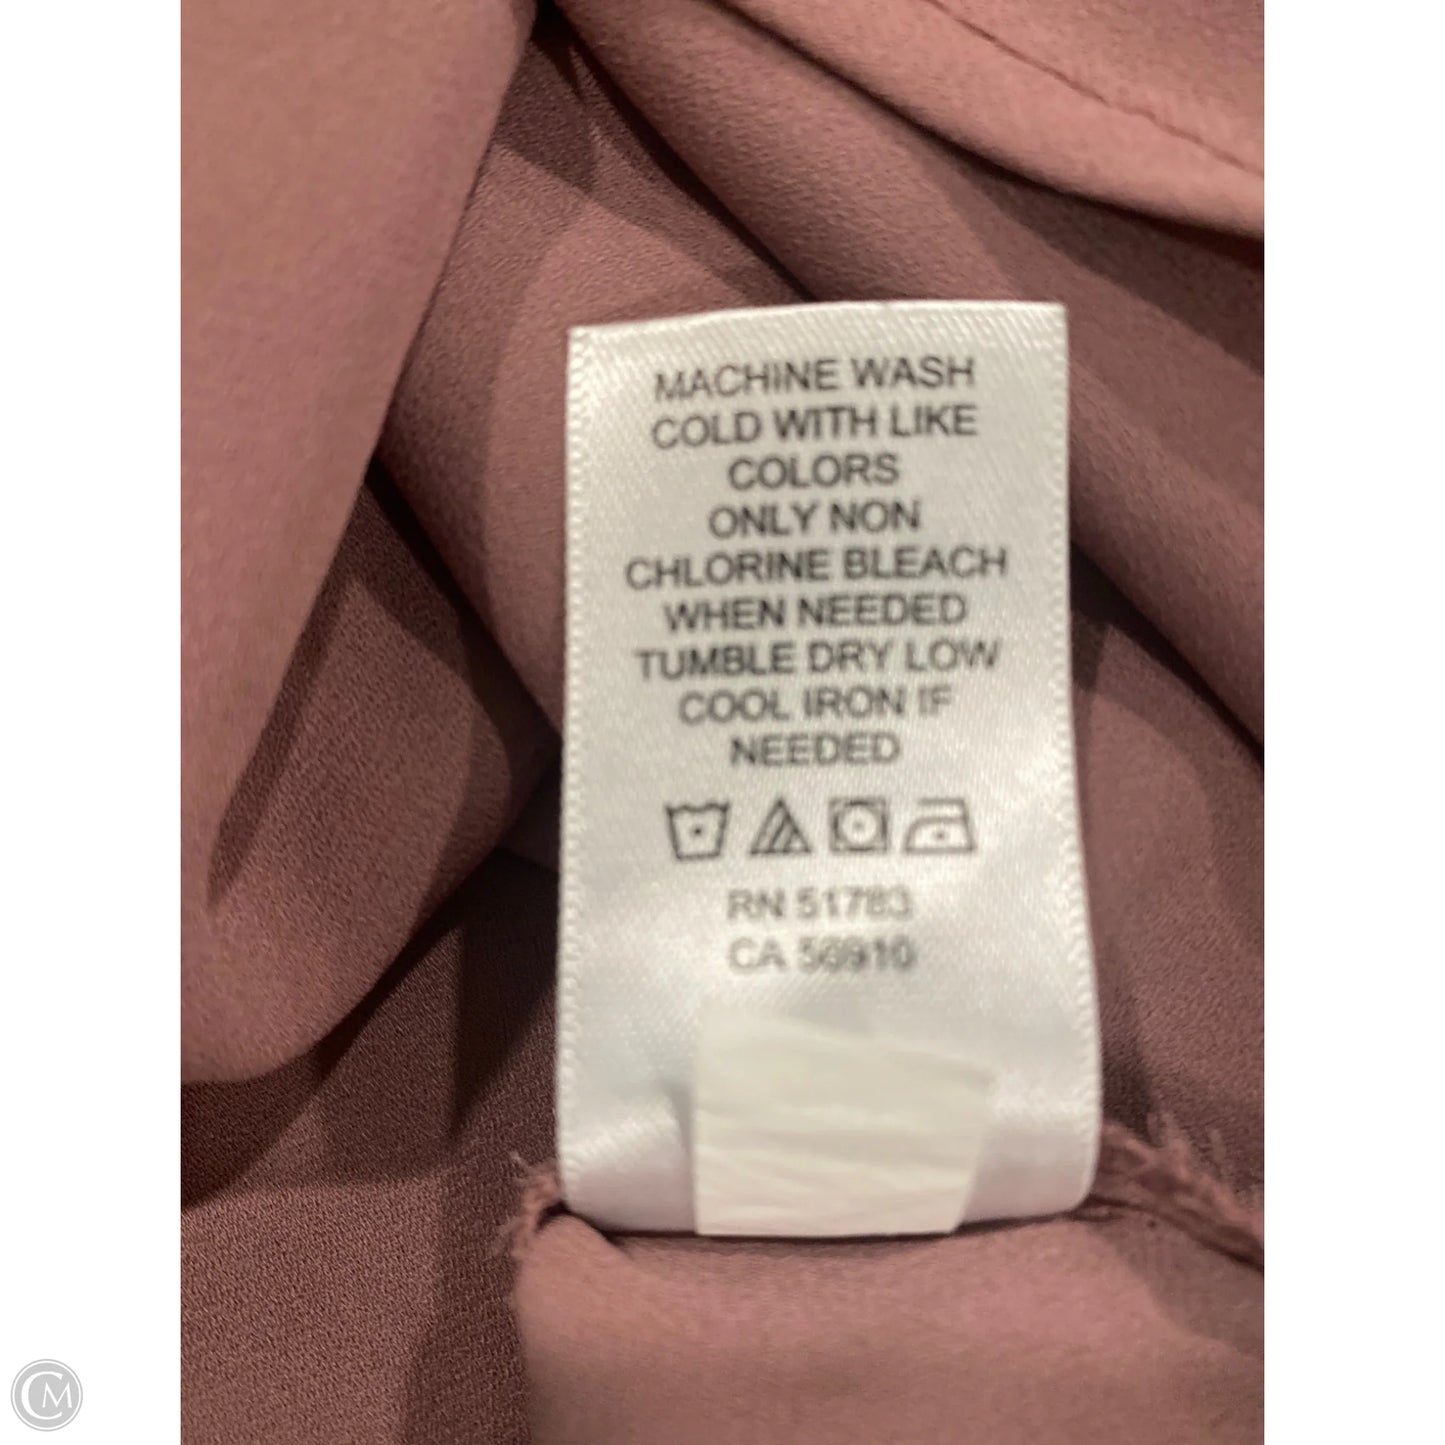 MACHINE WASH
COLD WITH LIKE
COLORS
ONLY NON
CHLORINE BLEACH
WHEN NEEDED
TUMBLE DRY LOW
COOL IRON IF
NEEDED
RN 51783
CA 56910
CM